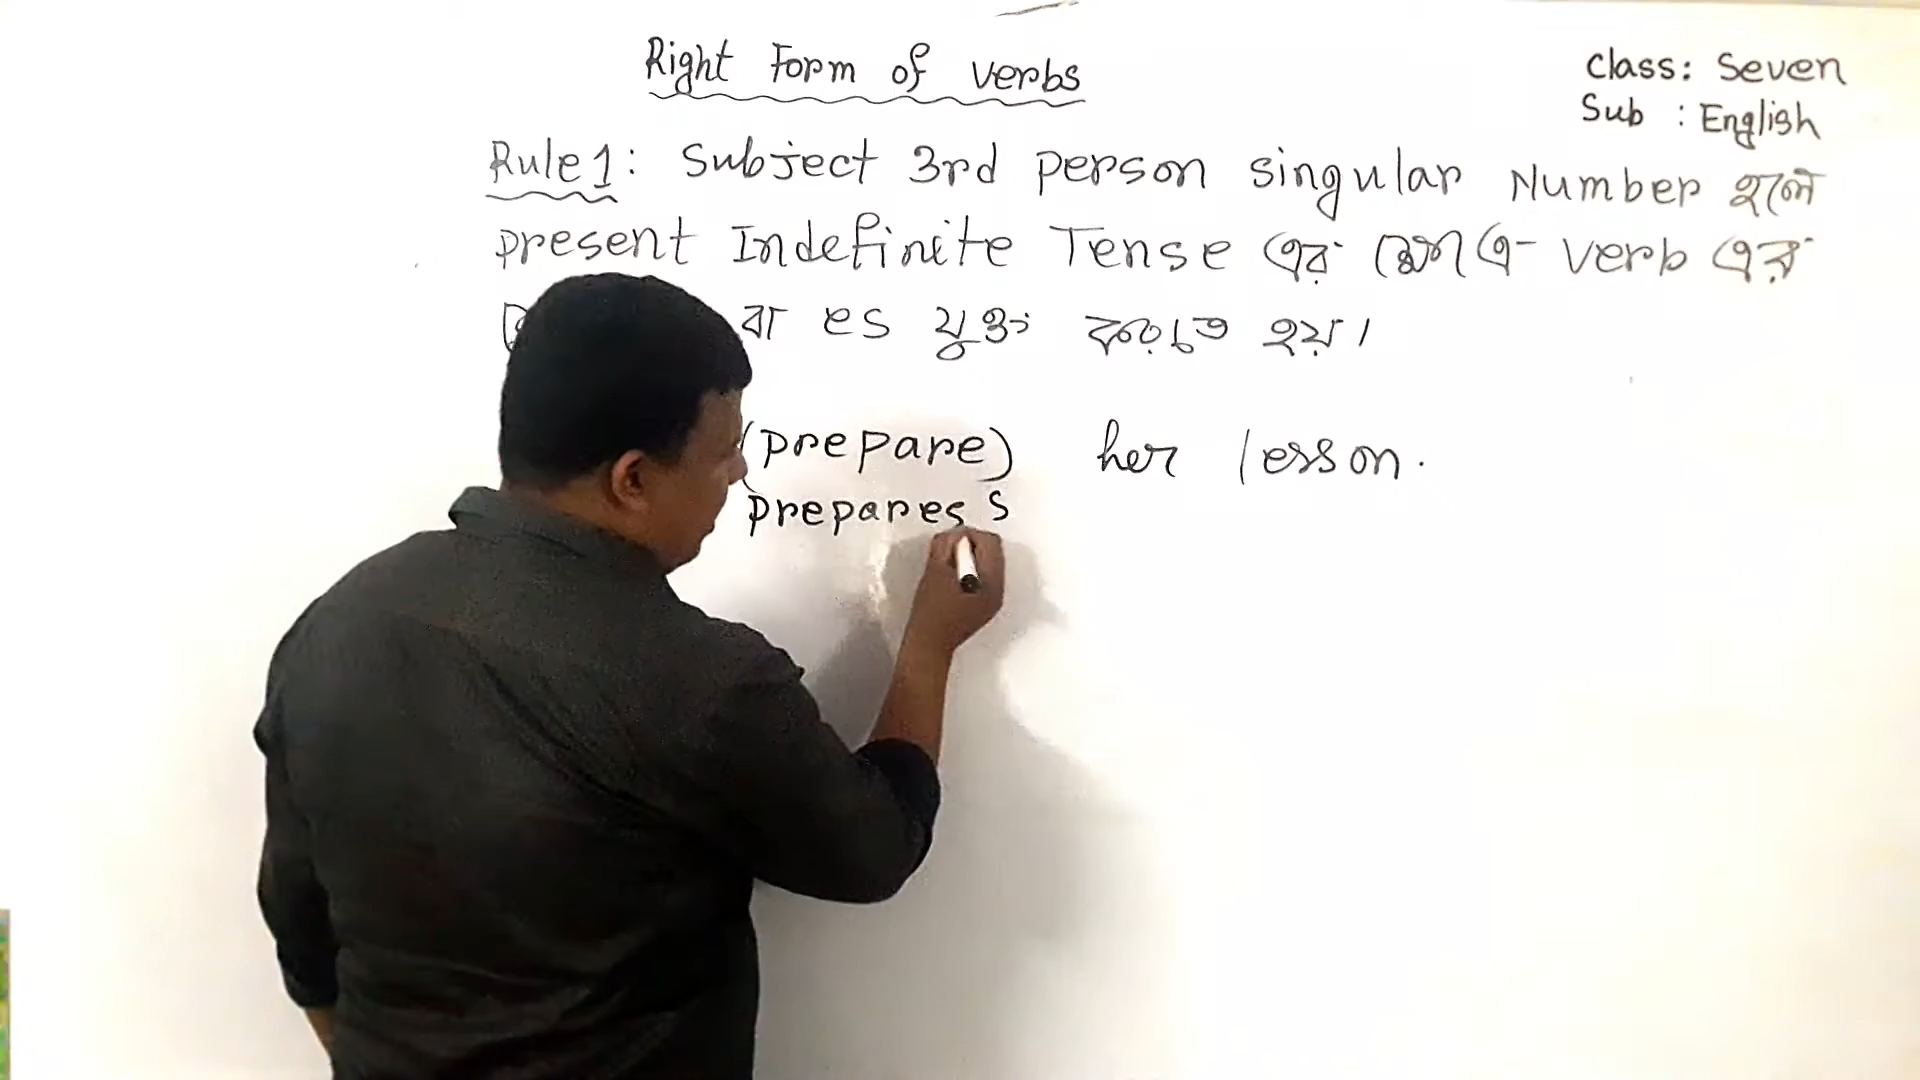 Right Form of verbs
Class: Seven
Sub : English
Rule 1: Subject 3rd person singular Number হলে
present Indefinite Tense এর ক্ষেত্রে verb এর
বা es যুক্ত করতে হয়।
(prepare) her lesson.
prepares s